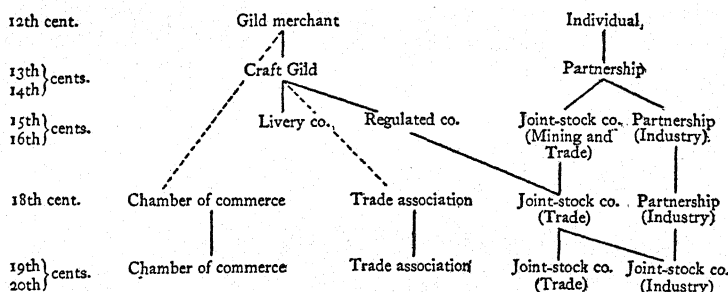 12th cent. Gild merchant Individual
13th
14th } cents. Craft Gild Partnership
15th
16th } cents. Livery co. Regulated co. Joint-stock co. Partnership
(Mining and (Industry)
Trade)
18th cent. Chamber of commerce Trade association Joint-stock co. Partnership
(Trade) (Industry)
19th
20th } cents. Chamber of commerce Trade association Joint-stock co. Joint-stock co.
(Trade) (Industry)